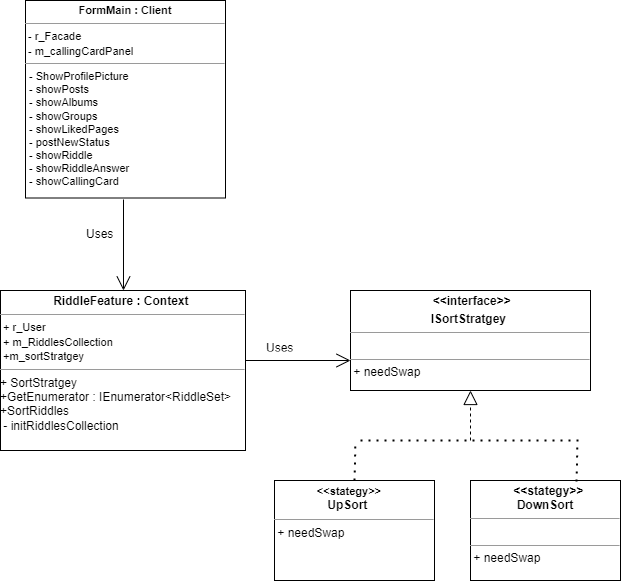 FormMain : Client
- r_Facade
- m_callingCardPanel
- ShowProfilePicture
- showPosts
- showAlbums
- showGroups
- showLikedPages
- postNewStatus
- showRiddle
- showRiddleAnswer
- showCallingCard
Uses
RiddleFeature : Context
+ r_User
+ m_RiddlesCollection
+m_sortStratgey
+ SortStratgey
+GetEnumerator : IEnumerator<RiddleSet>
+SortRiddles
- initRiddlesCollection
Uses
<<interface>>
ISortStratgey
+ needSwap
<<stategy>>
UpSort
+ needSwap
<<stategy>>
DownSort
+ needSwap